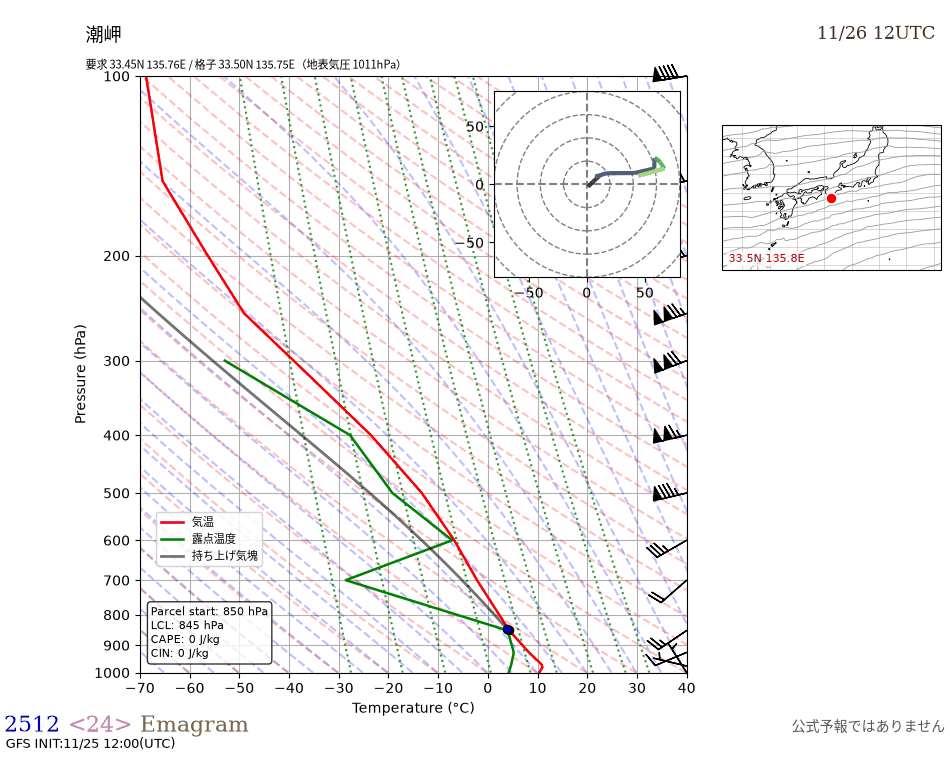 潮岬
11/26 12UTC
要求 33.45N 135.76E / 格子 33.50N 135.75E（地表気圧 1011hPa）
100
200
300
400
500
600
700
800
900
1000
Pressure (hPa)
50
0
−50
−50
0
50
33.5N 135.8E
気温
露点温度
持ち上げ気塊
Parcel start: 850 hPa
LCL: 845 hPa
CAPE: 0 J/kg
CIN: 0 J/kg
−70
−60
−50
−40
−30
−20
−10
0
10
20
30
40
Temperature (°C)
2512 <24> Emagram
公式予報ではありません
GFS INIT:11/25 12:00(UTC)